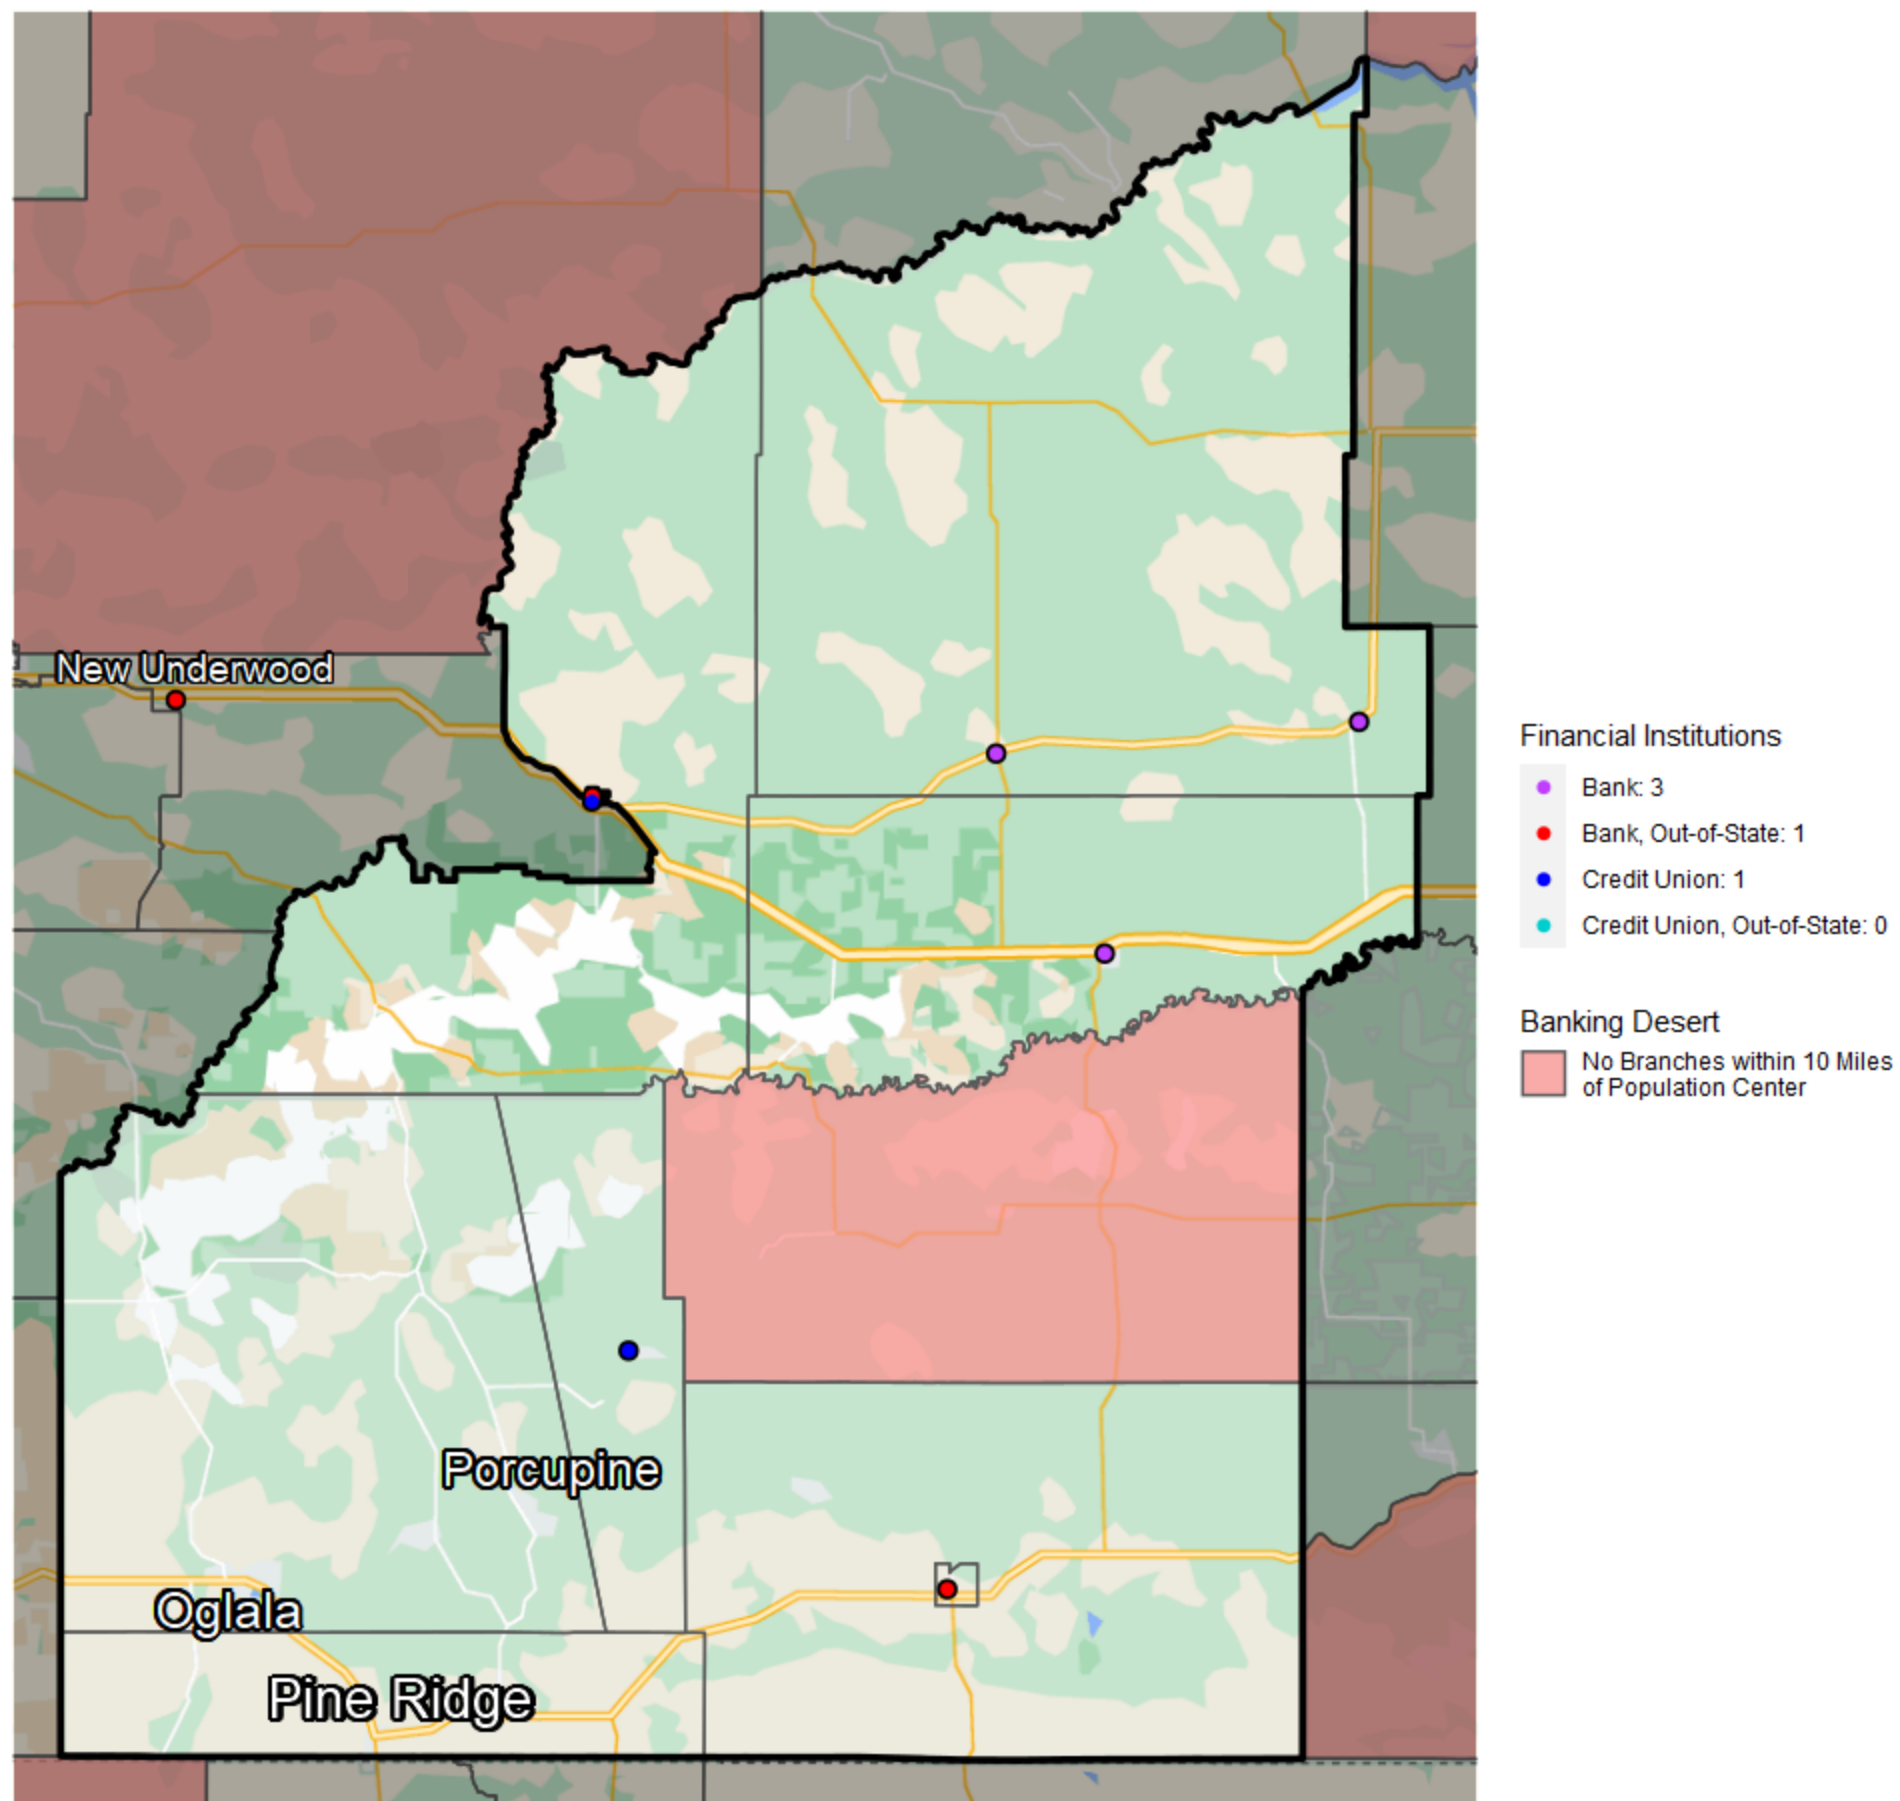 New Underwood
Porcupine
Oglala
Pine Ridge
Financial Institutions
Bank: 3
Bank, Out-of-State: 1
Credit Union: 1
Credit Union, Out-of-State: 0
Banking Desert
No Branches within 10 Miles
of Population Center